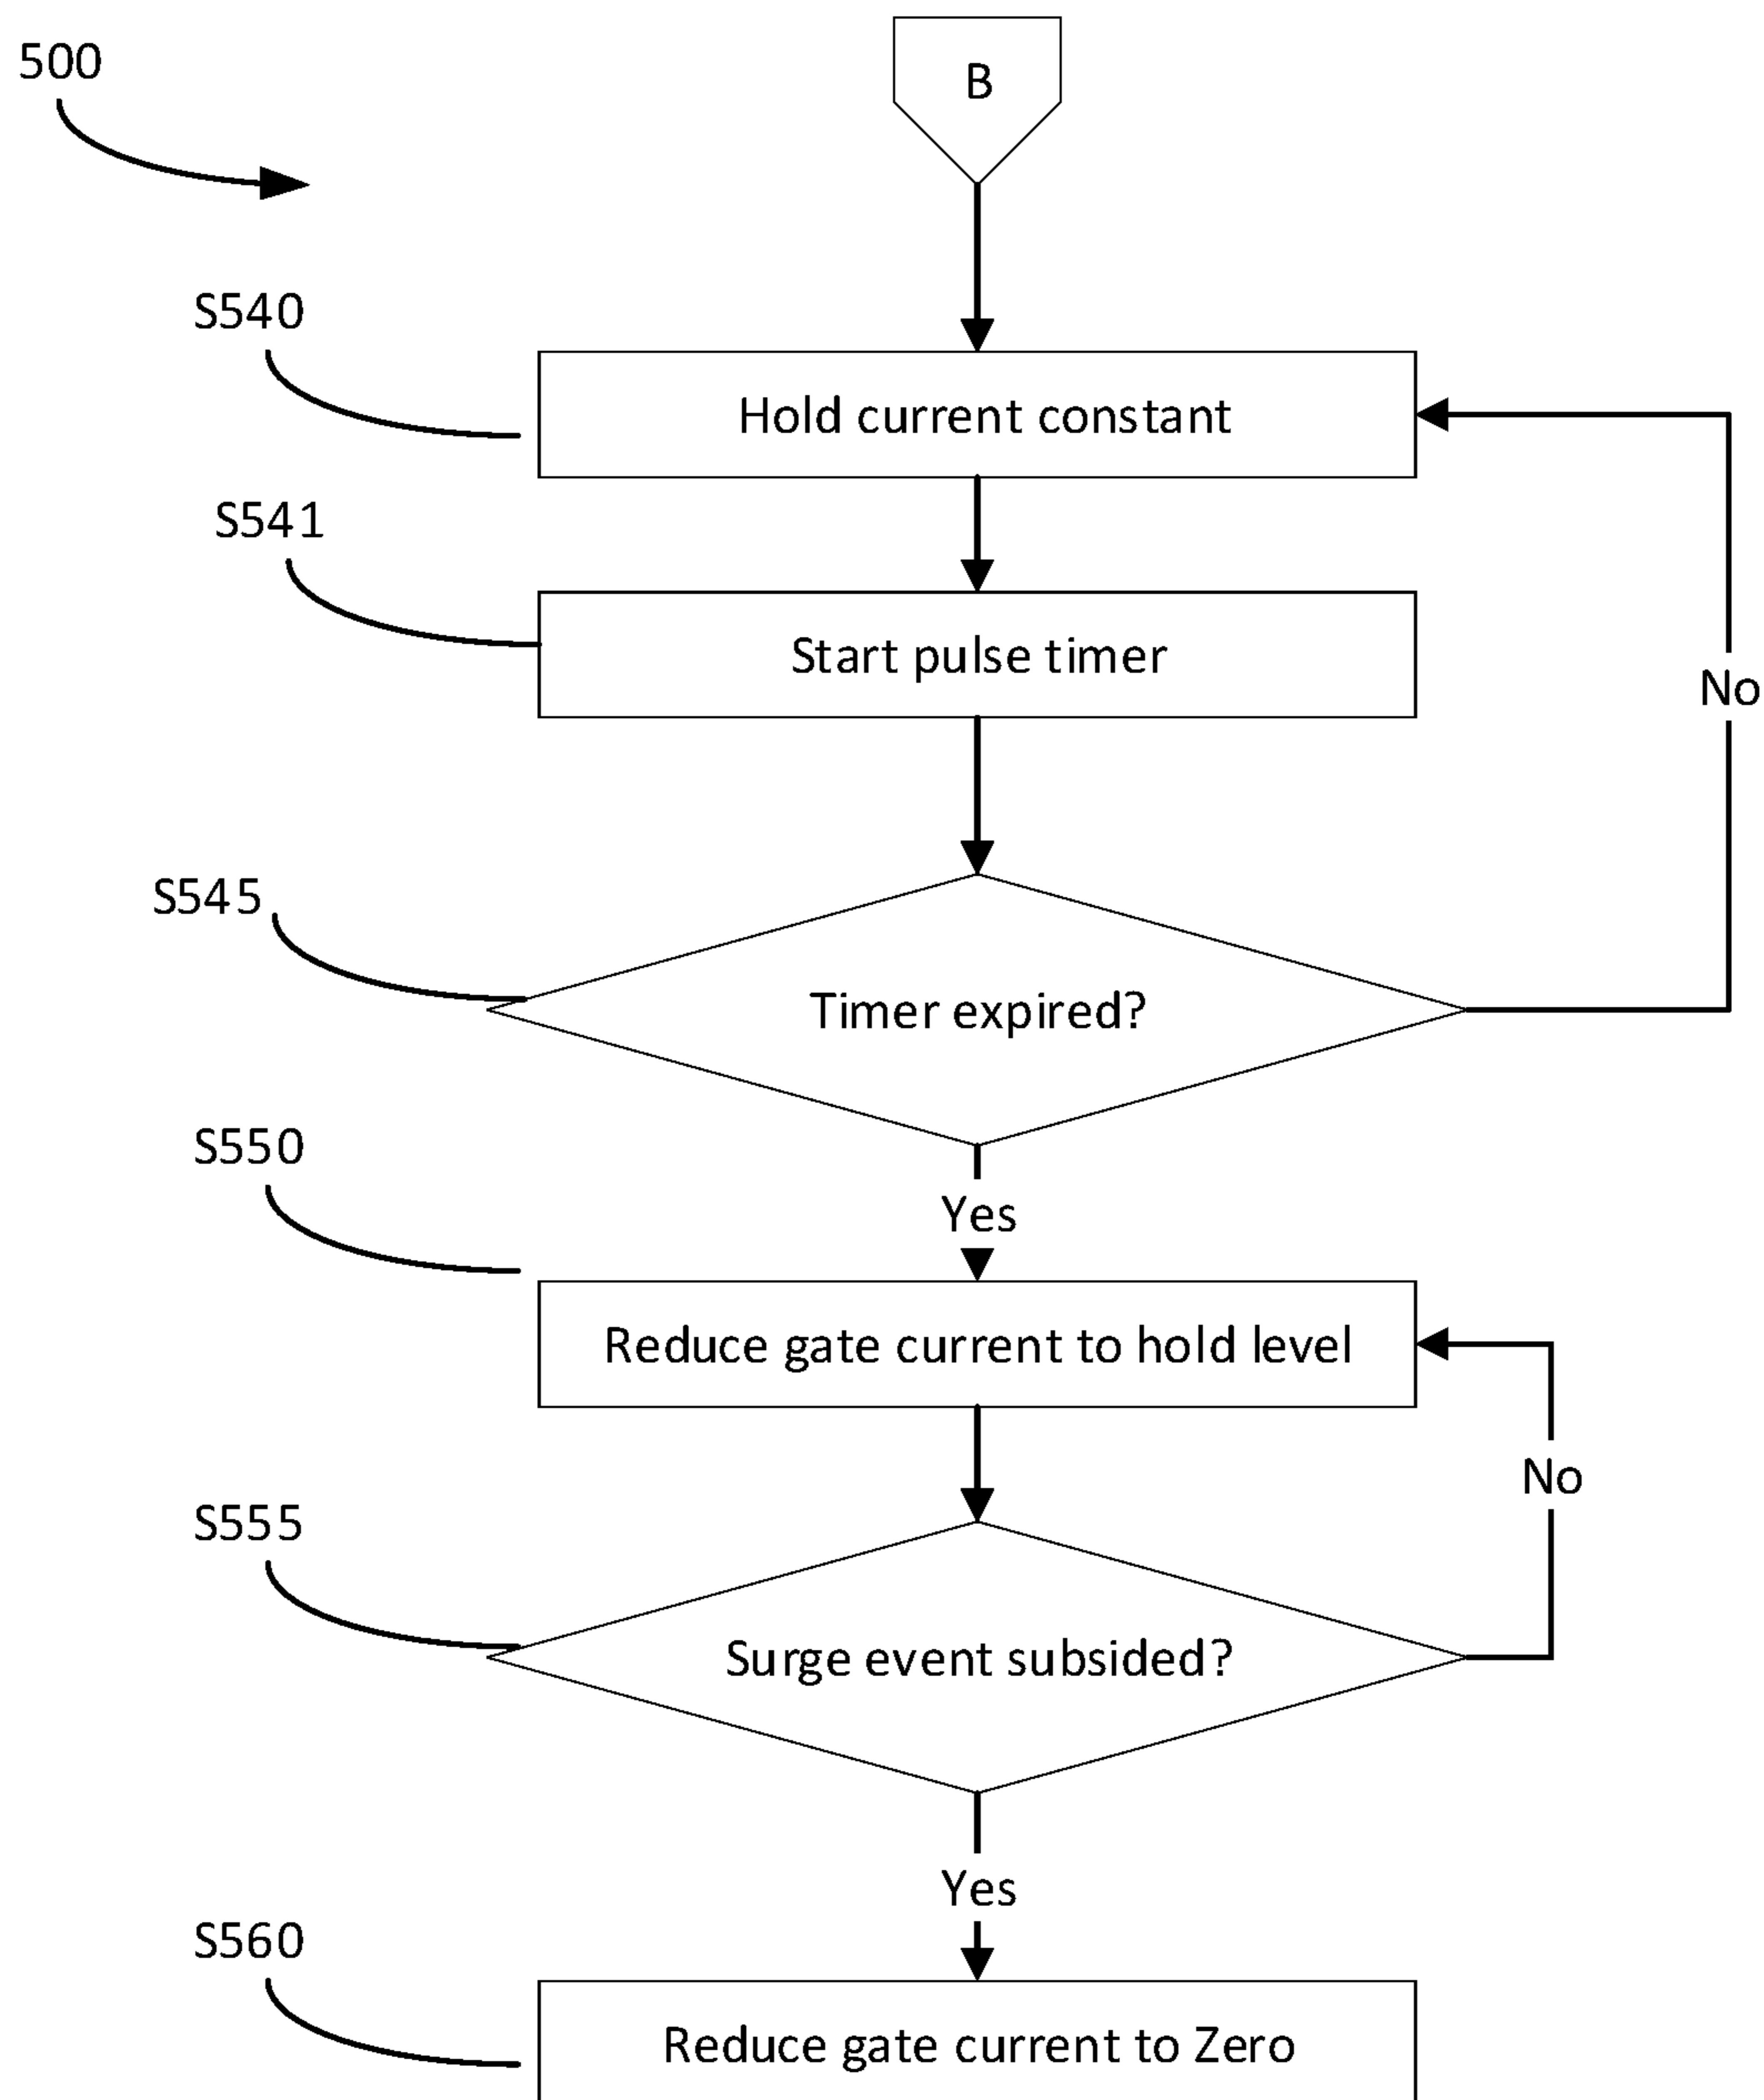 500
B
S540
Hold current constant
S541
Start pulse timer
No
S545
Timer expired?
S550
Yes
Reduce gate current to hold level
No
S555
Surge event subsided?
Yes
S560
Reduce gate current to Zero